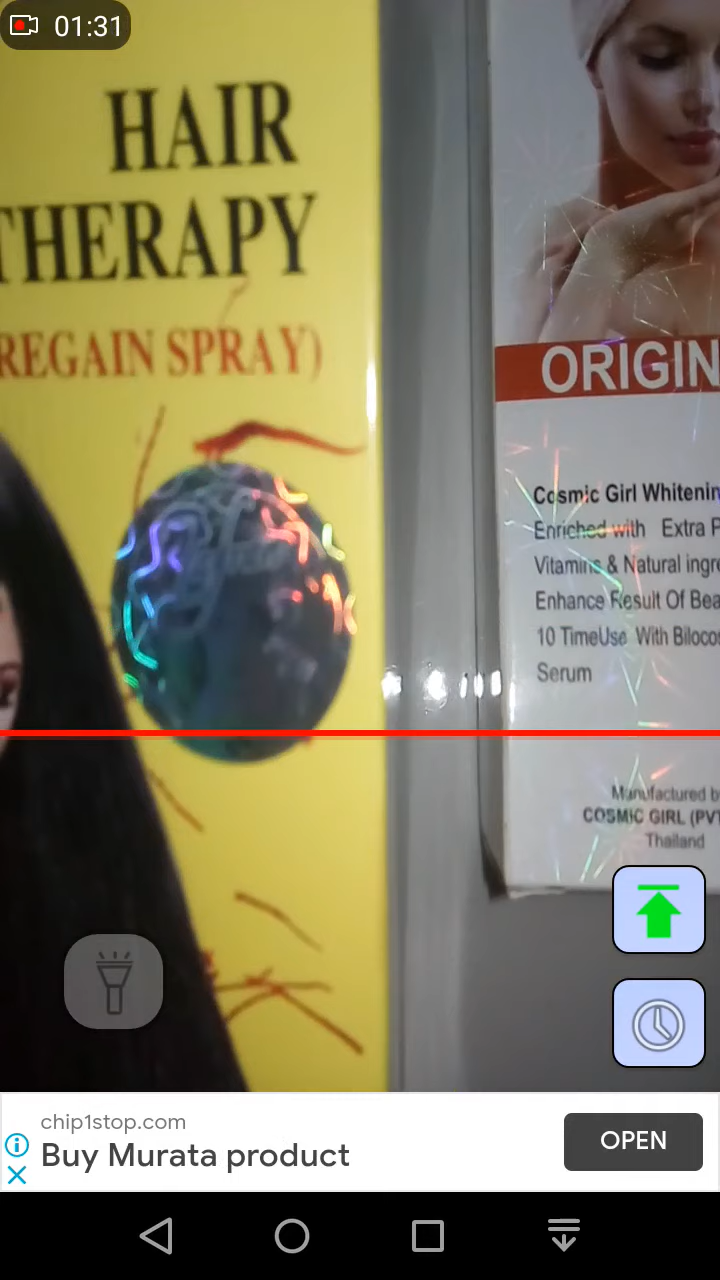 01:31
HAIR
THERAPY
REGAIN SPRAY)
ORIGIN
Cosmic Girl Whitenin
Enriched with Extra P
Vitamins & Natural ingre
Enhance Result Of Bea
10 TimeUse With Biloco
Serum
Manufactured b
COSMIC GIRL (PVT
Thailand
chip1stop.com
Buy Murata product
OPEN